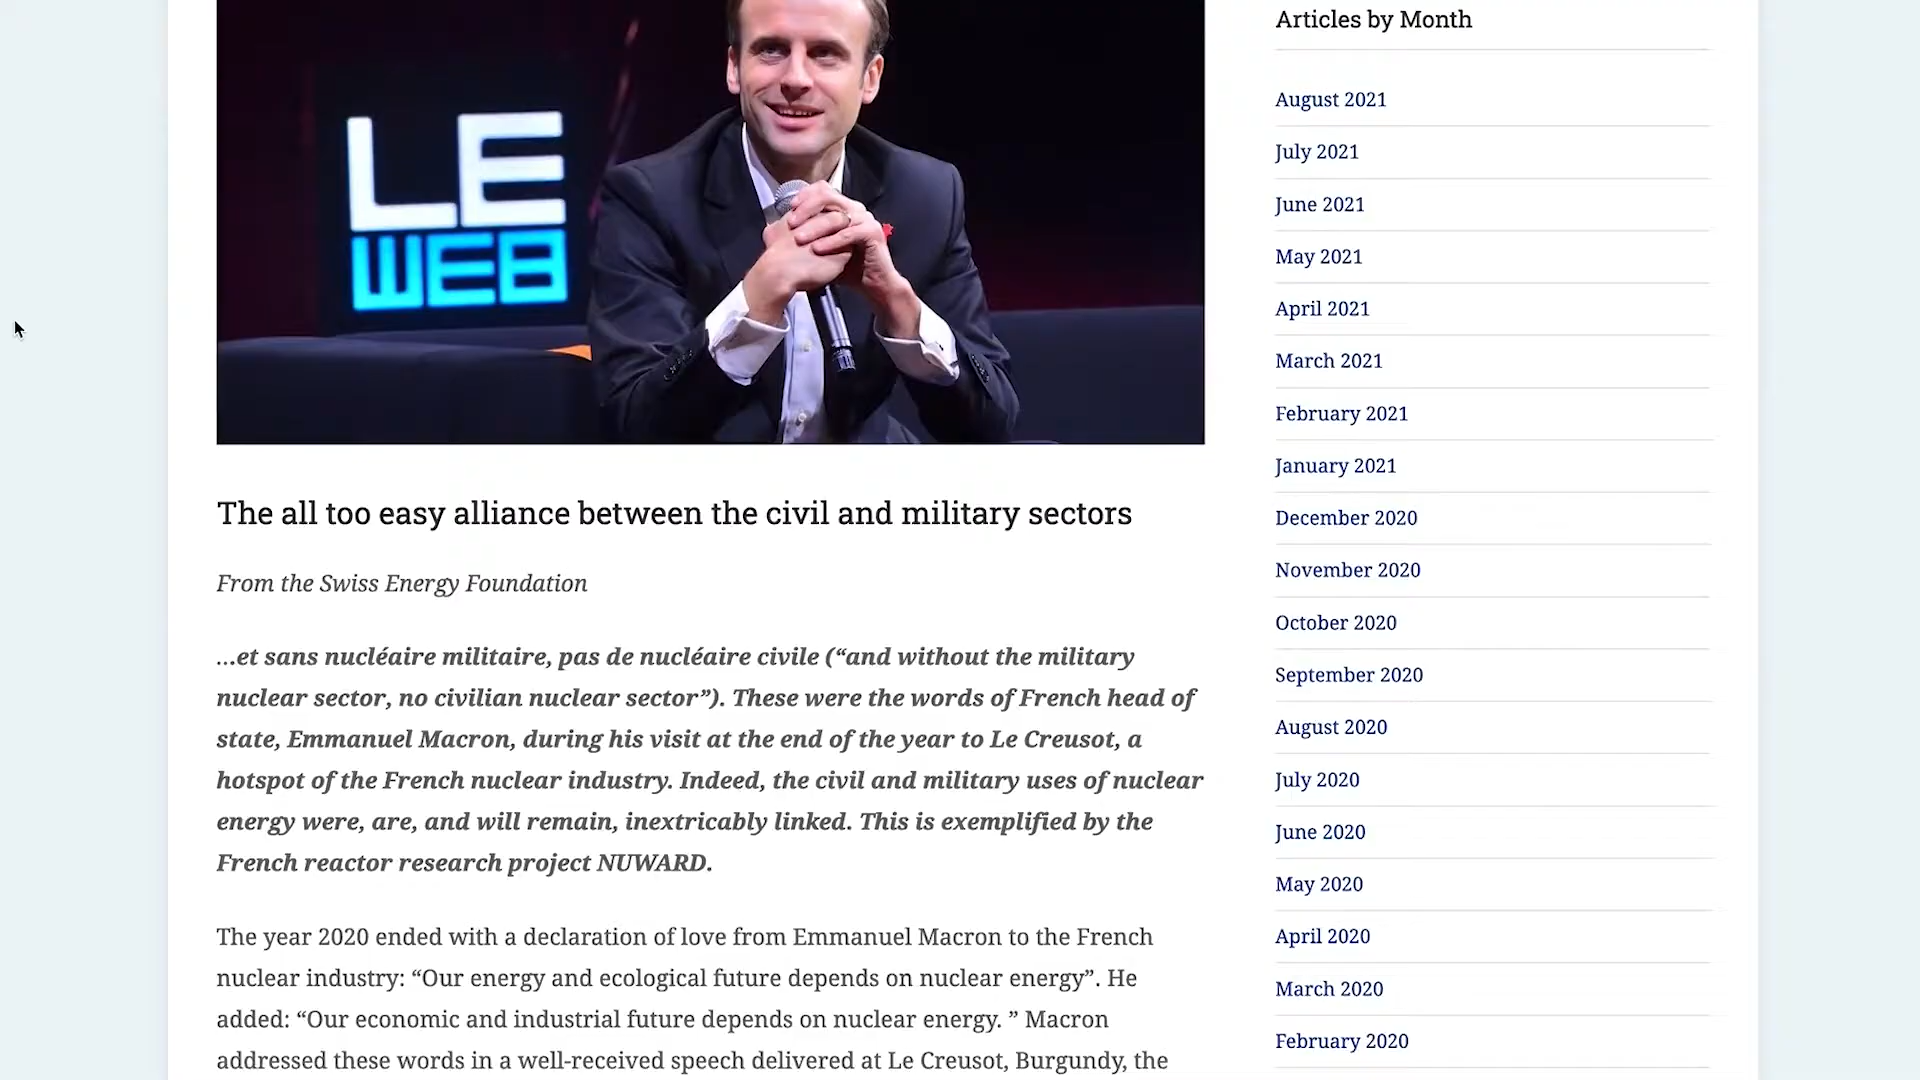 LE
WEB
The all too easy alliance between the civil and military sectors
From the Swiss Energy Foundation
…et sans nucléaire militaire, pas de nucléaire civile (“and without the military
nuclear sector, no civilian nuclear sector”). These were the words of French head of
state, Emmanuel Macron, during his visit at the end of the year to Le Creusot, a
hotspot of the French nuclear industry. Indeed, the civil and military uses of nuclear
energy were, are, and will remain, inextricably linked. This is exemplified by the
French reactor research project NUWARD.
The year 2020 ended with a declaration of love from Emmanuel Macron to the French
nuclear industry: “Our energy and ecological future depends on nuclear energy”. He
added: “Our economic and industrial future depends on nuclear energy. ” Macron
addressed these words in a well-received speech delivered at Le Creusot, Burgundy, the
Articles by Month
August 2021
July 2021
June 2021
May 2021
April 2021
March 2021
February 2021
January 2021
December 2020
November 2020
October 2020
September 2020
August 2020
July 2020
June 2020
May 2020
April 2020
March 2020
February 2020